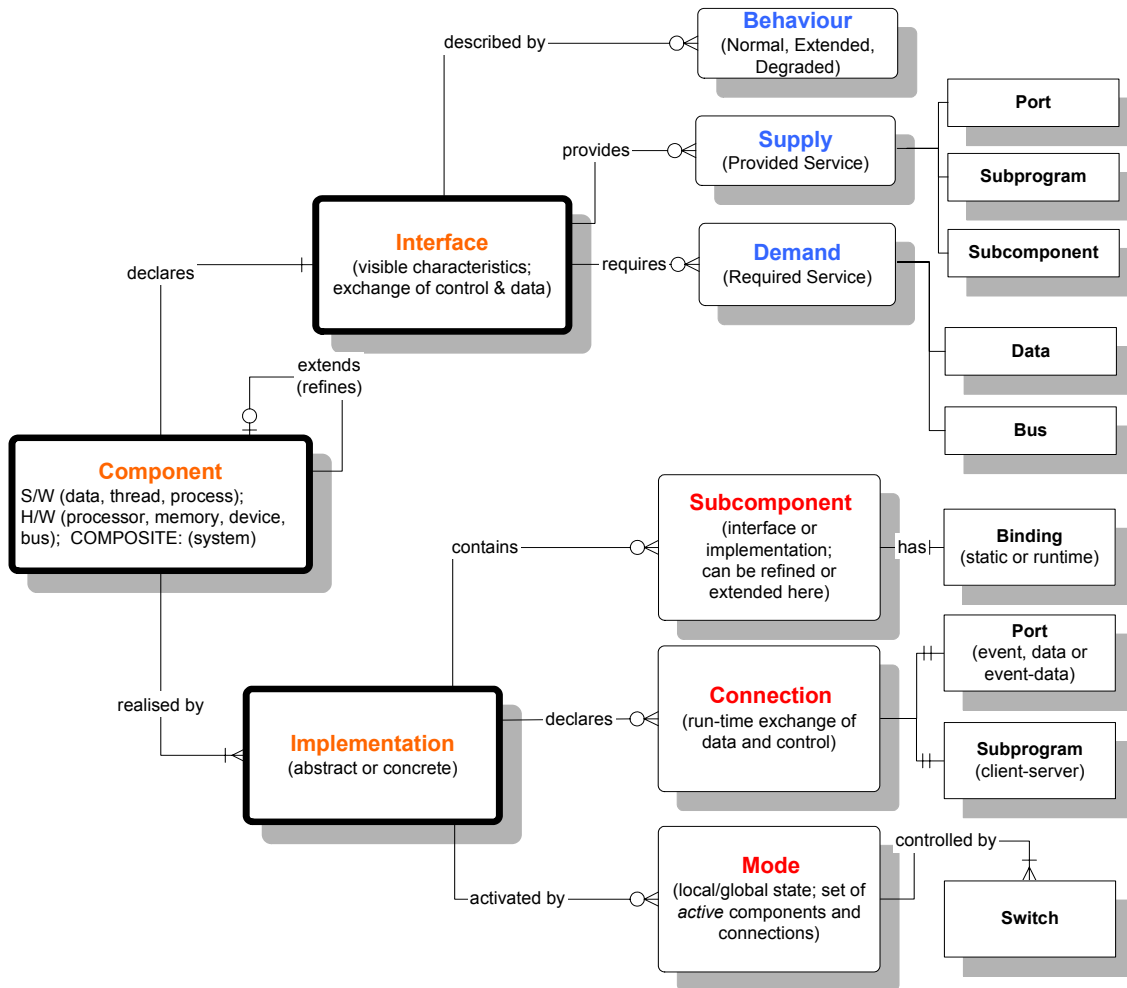 Behaviour
(Normal, Extended,
Degraded)
described by
Port
Supply
(Provided Service)
provides
Subprogram
Interface
(visible characteristics;
exchange of control & data)
Subcomponent
Demand
(Required Service)
requires
declares
Data
extends
(refines)
Bus
Component
S/W (data, thread, process);
H/W (processor, memory, device,
bus); COMPOSITE: (system)
Subcomponent
(interface or
implementation;
can be refined or
extended here)
contains
has
Binding
(static or runtime)
Port
(event, data or
event-data)
Connection
(run-time exchange of
data and control)
declares
realised by
Implementation
(abstract or concrete)
Subprogram
(client-server)
controlled by
Mode
(local/global state; set of
active components and
connections)
activated by
Switch